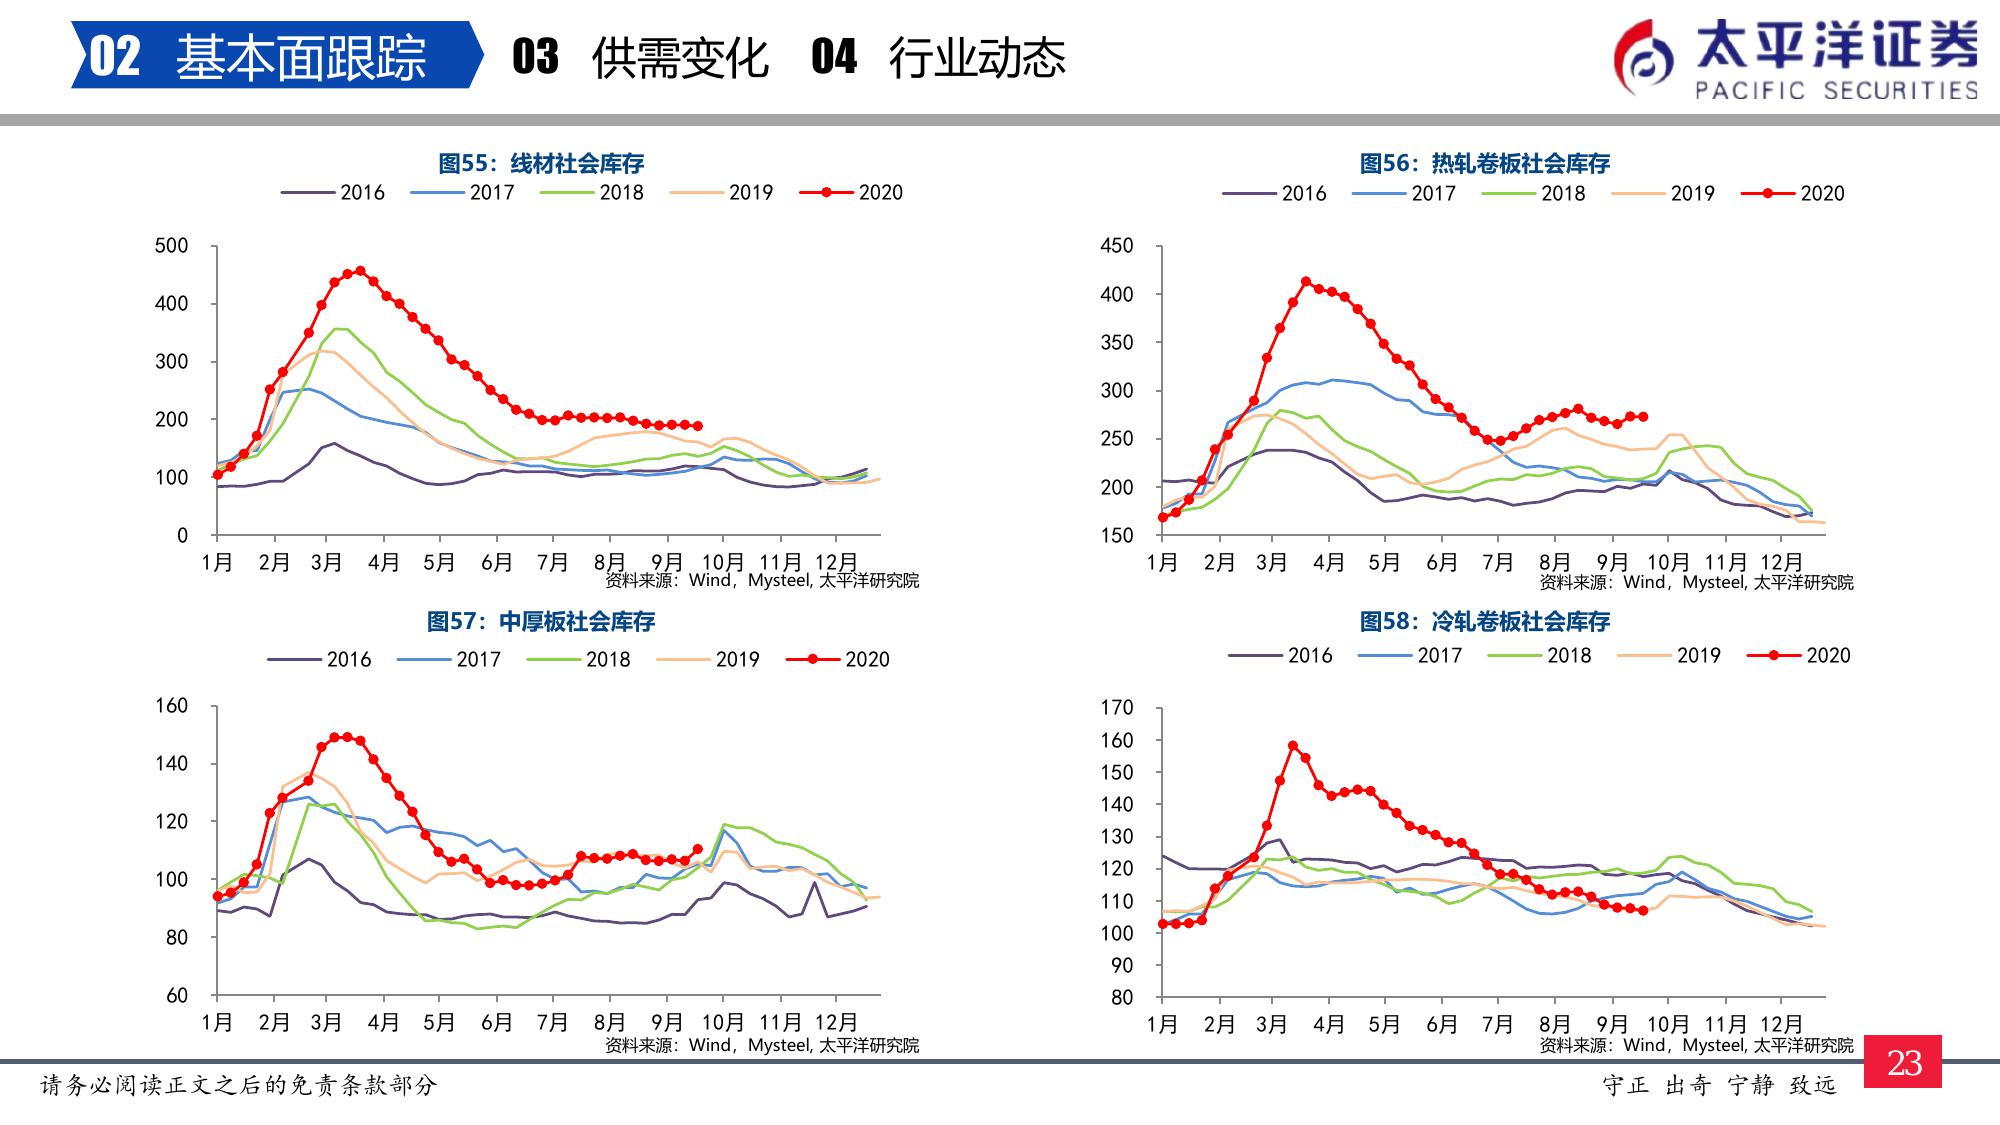 02 基本面跟踪 03 供需变化 04 行业动态
太平洋证券
PACIFIC SECURITIES
图55：线材社会库存
2016 2017 2018 2019 2020
500
400
300
200
100
0
1月 2月 3月 4月 5月 6月 7月 8月 9月 10月 11月 12月
资料来源：Wind，Mysteel, 太平洋研究院
图56：热轧卷板社会库存
2016 2017 2018 2019 2020
450
400
350
300
250
200
150
1月 2月 3月 4月 5月 6月 7月 8月 9月 10月 11月 12月
资料来源：Wind，Mysteel, 太平洋研究院
图57：中厚板社会库存
2016 2017 2018 2019 2020
160
140
120
100
80
60
1月 2月 3月 4月 5月 6月 7月 8月 9月 10月 11月 12月
资料来源：Wind，Mysteel, 太平洋研究院
图58：冷轧卷板社会库存
2016 2017 2018 2019 2020
170
160
150
140
130
120
110
100
90
80
1月 2月 3月 4月 5月 6月 7月 8月 9月 10月 11月 12月
资料来源：Wind，Mysteel, 太平洋研究院
23
请务必阅读正文之后的免责条款部分
守正 出奇 宁静 致远